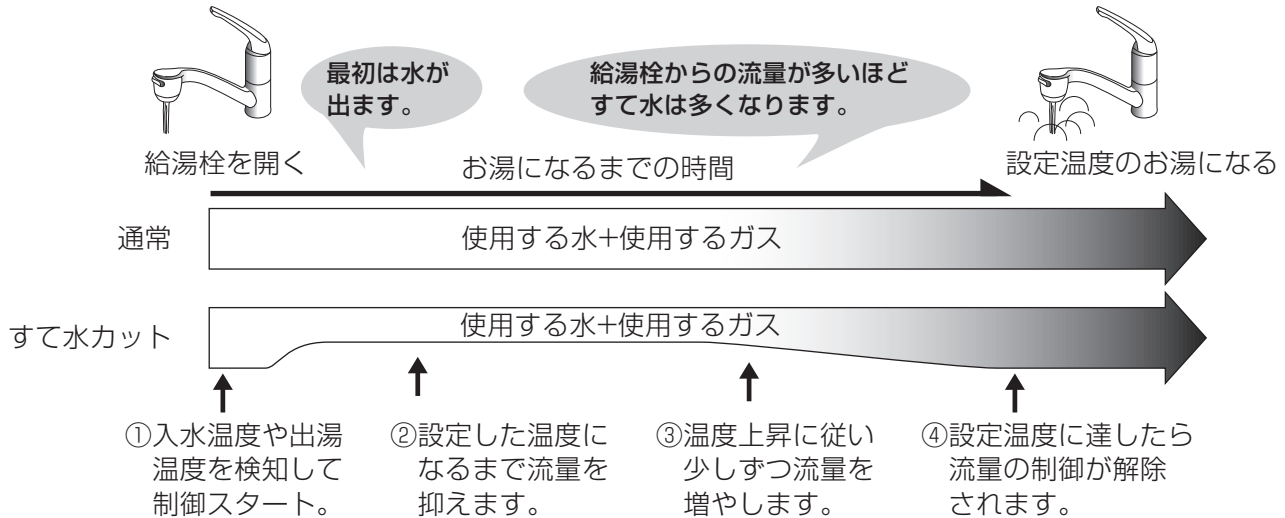 最初は水が
出ます。
給湯栓からの流量が多いほど
すて水は多くなります。
給湯栓を開く
お湯になるまでの時間
設定温度のお湯になる
通常
使用する水+使用するガス
すて水カット
使用する水+使用するガス
①入水温度や出湯
温度を検知して
制御スタート。
②設定した温度に
なるまで流量を
抑えます。
③温度上昇に従い
少しずつ流量を
増やします。
④設定温度に達したら
流量の制御が解除
されます。